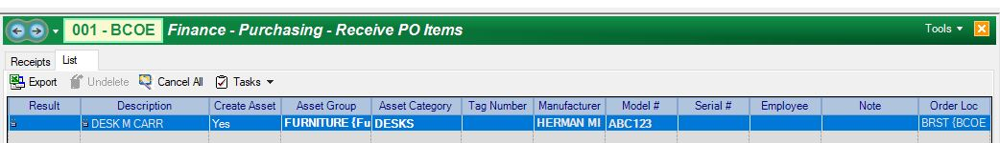 001 - BCOE Finance - Purchasing - Receive PO Items Tools
Receipts List
Export Undelete Cancel All Tasks
Result Description Create Asset Asset Group Asset Category Tag Number Manufacturer Model # Serial # Employee Note Order Loc
DESK M CARR Yes FURNITURE {Fu DESKS HERMAN MI ABC123 BRST {BCOE